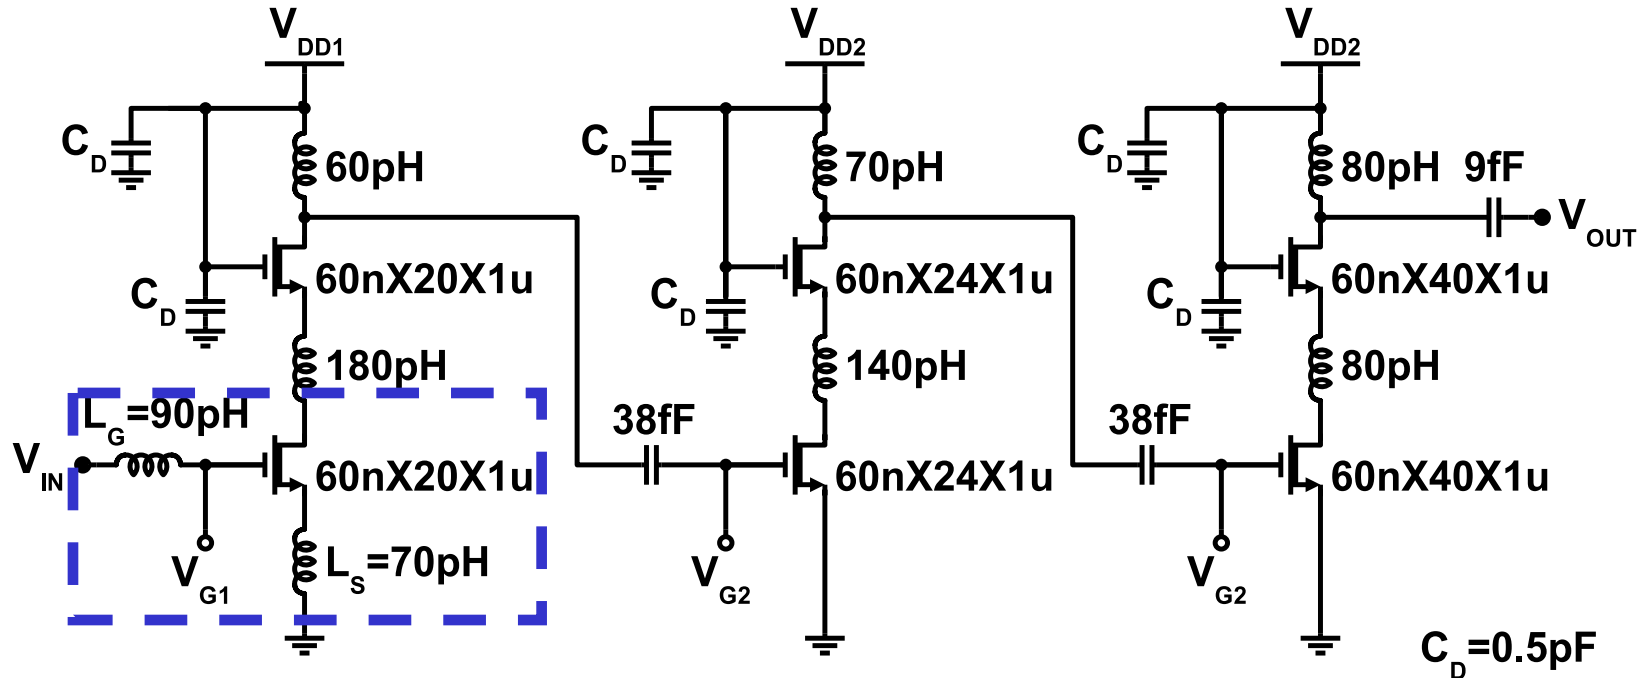 VDD1
VDD2
VDD2
CD
60pH
CD
70pH
CD
80pH
9fF
VOUT
60nX20X1u
60nX24X1u
60nX40X1u
CD
CD
CD
180pH
140pH
80pH
LG=90pH
38fF
38fF
VIN
60nX20X1u
60nX24X1u
60nX40X1u
VG1
LS=70pH
VG2
VG2
CD=0.5pF